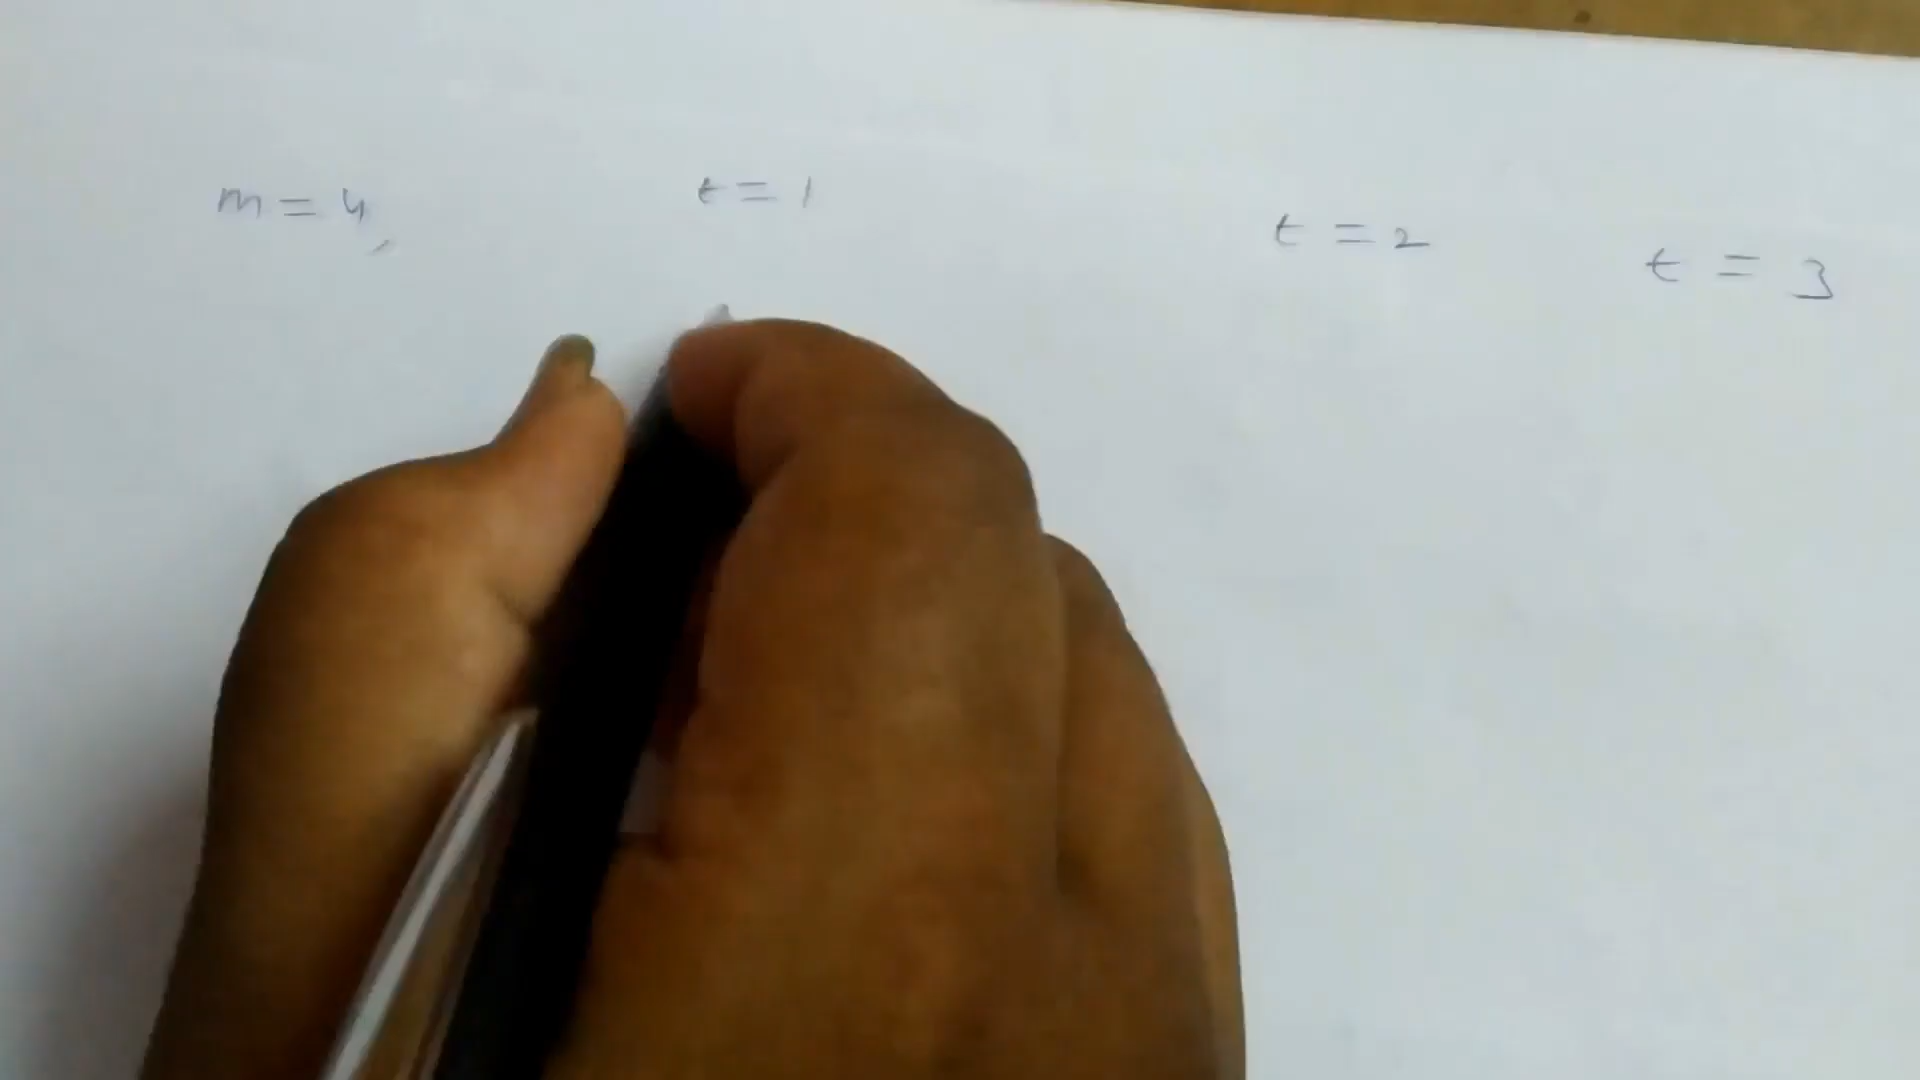 m = 4, t = 1 t = 2 t = 3